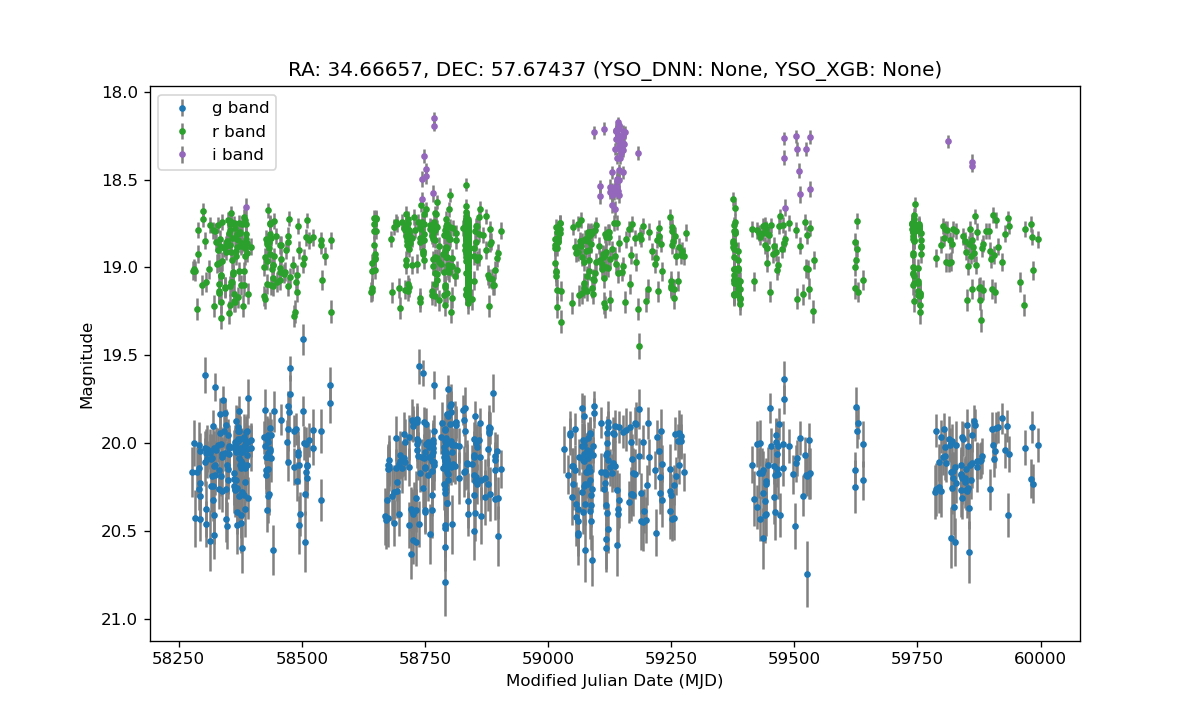 RA: 34.66657, DEC: 57.67437 (YSO_DNN: None, YSO_XGB: None)
g band
r band
i band
18.0
18.5
19.0
19.5
20.0
20.5
21.0
Magnitude
58250 58500 58750 59000 59250 59500 59750 60000
Modified Julian Date (MJD)